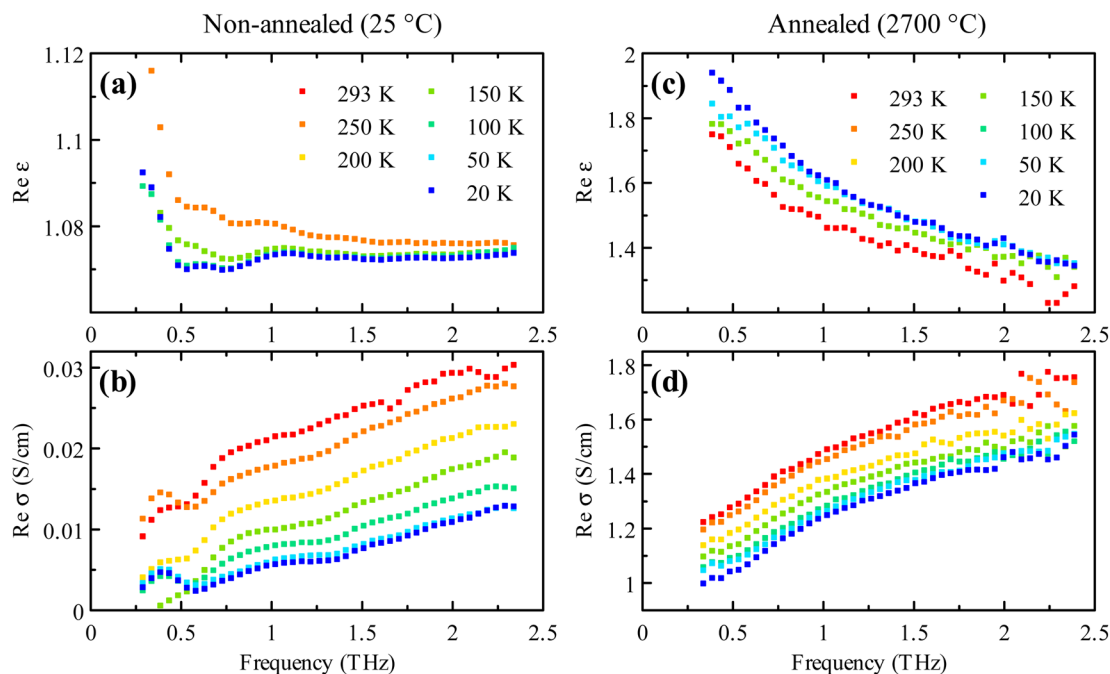 Non-annealed (25 °C)
Annealed (2700 °C)
(a)
1.12
1.10
1.08
Re ε
293 K
250 K
200 K
150 K
100 K
50 K
20 K
0
0.5
1
1.5
2
2.5
(c)
2
1.8
1.6
1.4
Re ε
293 K
250 K
200 K
150 K
100 K
50 K
20 K
0
0.5
1
1.5
2
2.5
(b)
0.03
0.02
0.01
0
Re σ (S/cm)
0
0.5
1
1.5
2
2.5
Frequency (THz)
(d)
1.8
1.6
1.4
1.2
1
Re σ (S/cm)
0
0.5
1
1.5
2
2.5
Frequency (THz)